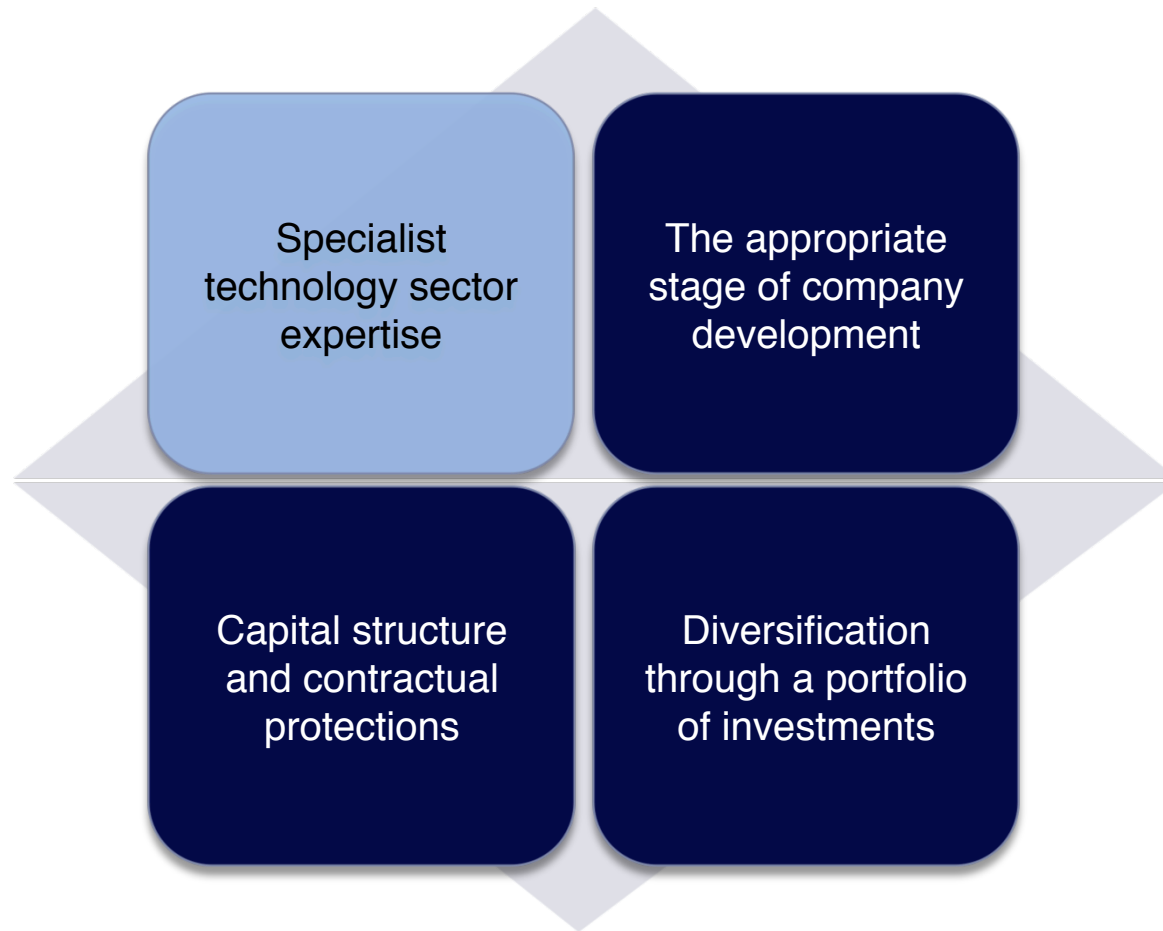 Specialist
technology sector
expertise
The appropriate
stage of company
development
Capital structure
and contractual
protections
Diversification
through a portfolio
of investments